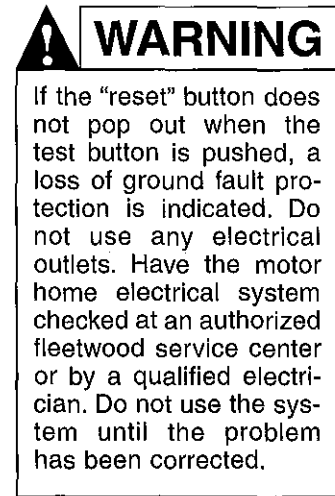 WARNING
If the “reset” button does
not pop out when the
test button is pushed, a
loss of ground fault pro-
tection is indicated. Do
not use any electrical
outlets. Have the motor
home electrical system
checked at an authorized
fleetwood service center
or by a qualified electri-
cian. Do not use the sys-
tem until the problem
has been corrected.